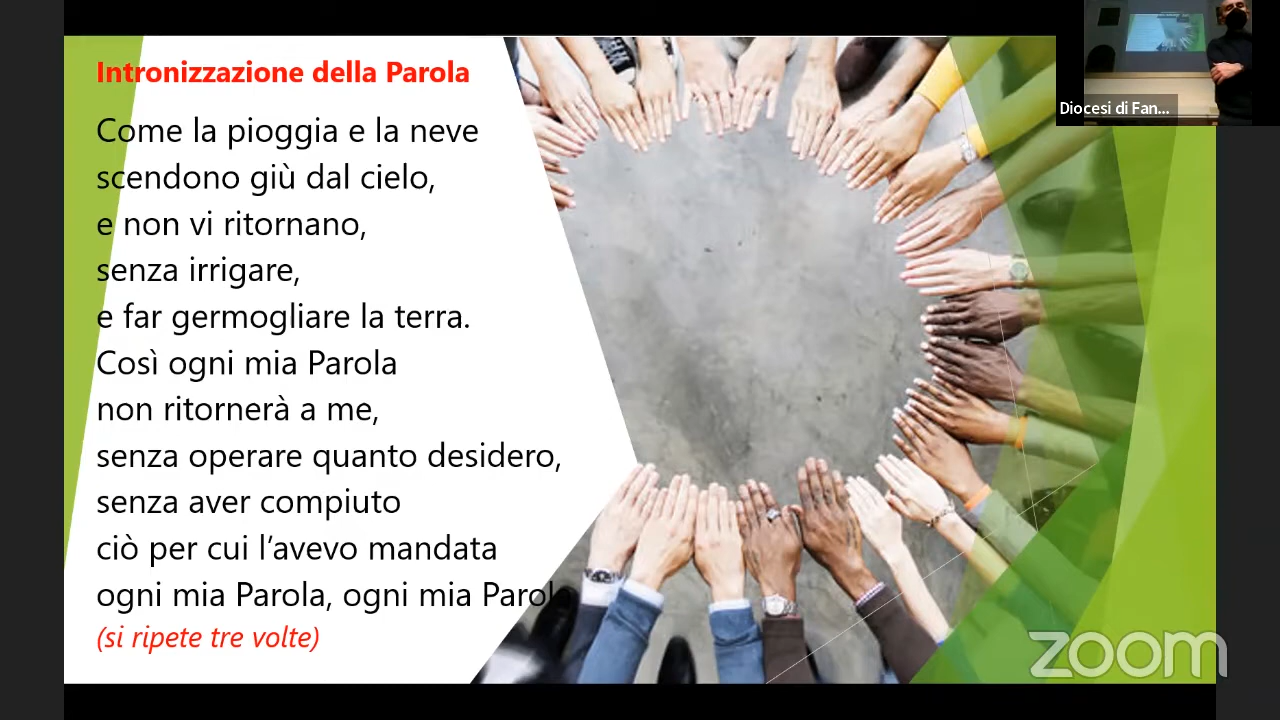 Intronizzazione della Parola
Come la pioggia e la neve
scendono giù dal cielo,
e non vi ritornano,
senza irrigare,
e far germogliare la terra.
Così ogni mia Parola
non ritornerà a me,
senza operare quanto desidero,
senza aver compiuto
ciò per cui l’avevo mandata
ogni mia Parola, ogni mia Parola
(si ripete tre volte)
Diocesi di Fan...
zoom